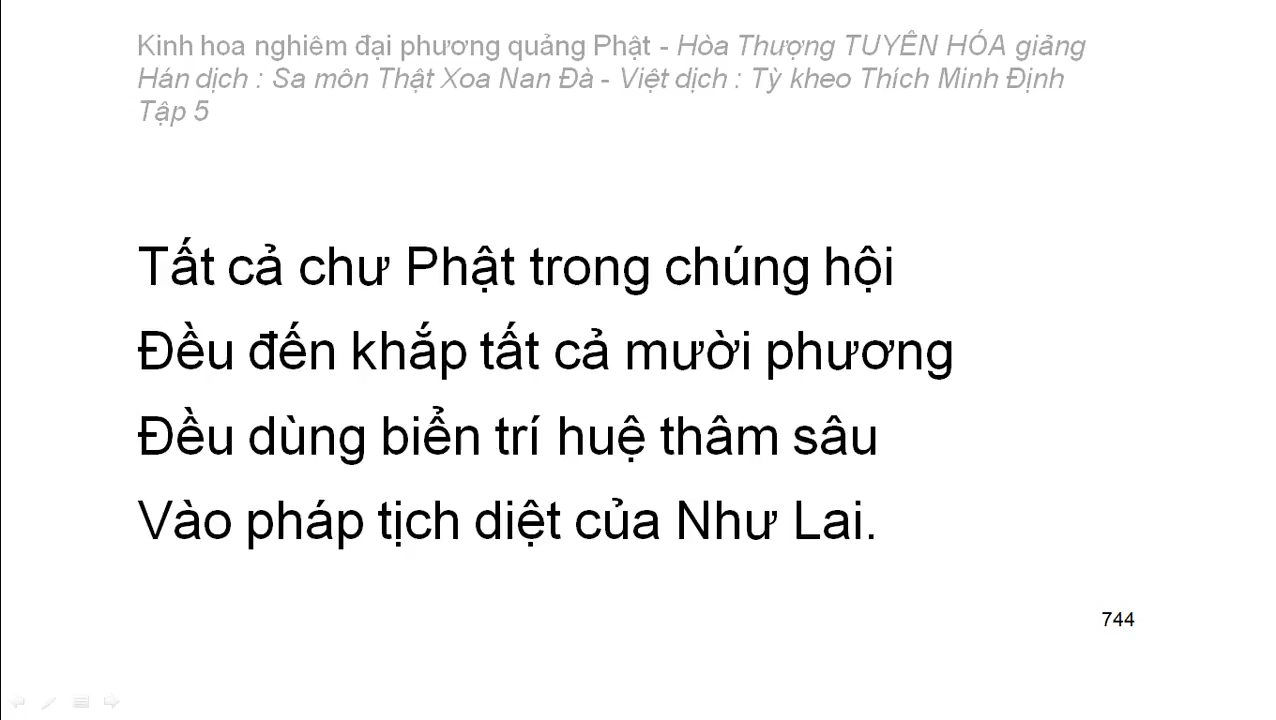 Kinh hoa nghiêm đại phương quảng Phật - Hòa Thượng TUYÊN HÓA giảng
Hán dịch : Sa môn Thật Xoa Nan Đà - Việt dịch : Tỳ kheo Thích Minh Định
Tập 5
Tất cả chư Phật trong chúng hội
Đều đến khắp tất cả mười phương
Đều dùng biển trí huệ thâm sâu
Vào pháp tịch diệt của Như Lai.
744